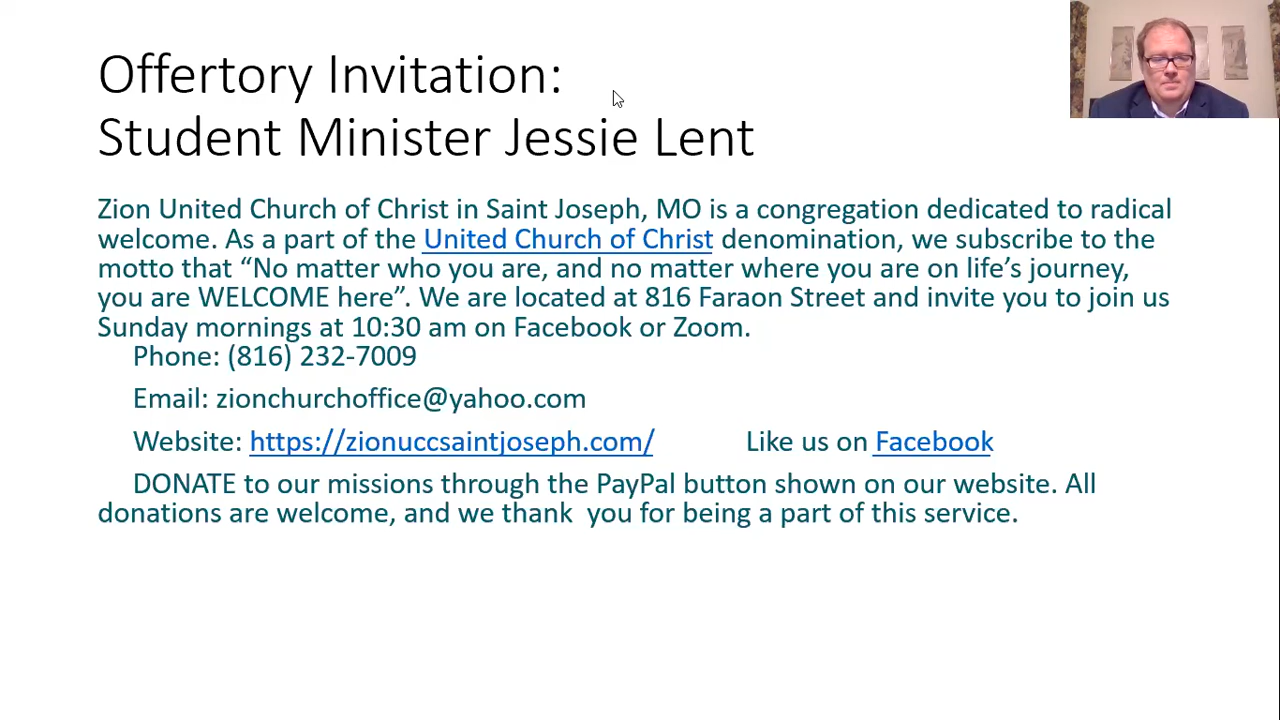 Offertory Invitation:
Student Minister Jessie Lent
Zion United Church of Christ in Saint Joseph, MO is a congregation dedicated to radical
welcome. As a part of the United Church of Christ denomination, we subscribe to the
motto that “No matter who you are, and no matter where you are on life’s journey,
you are WELCOME here”. We are located at 816 Faraon Street and invite you to join us
Sunday mornings at 10:30 am on Facebook or Zoom.
Phone: (816) 232-7009
Email: zionchurchoffice@yahoo.com
Website: https://zionuccsaintjoseph.com/ Like us on Facebook
DONATE to our missions through the PayPal button shown on our website. All
donations are welcome, and we thank  you for being a part of this service.